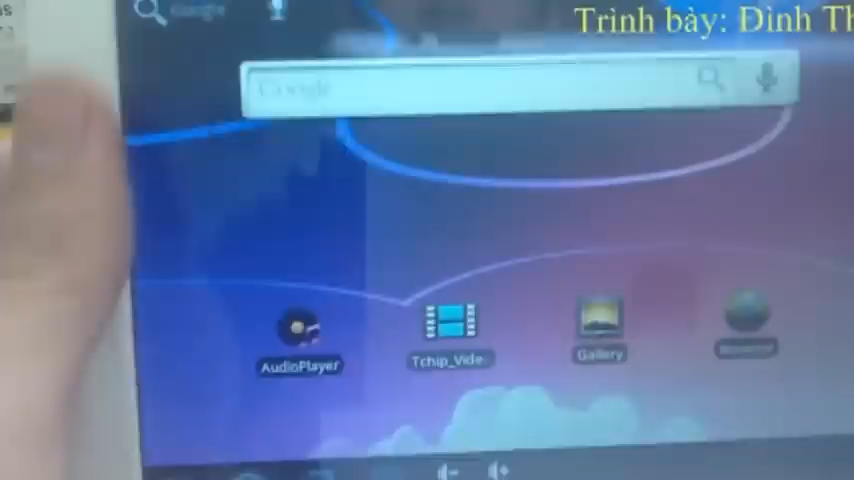 Google
Trình bày: Đình Th
Google
AudioPlayer
Tchip_Vide
Gallery